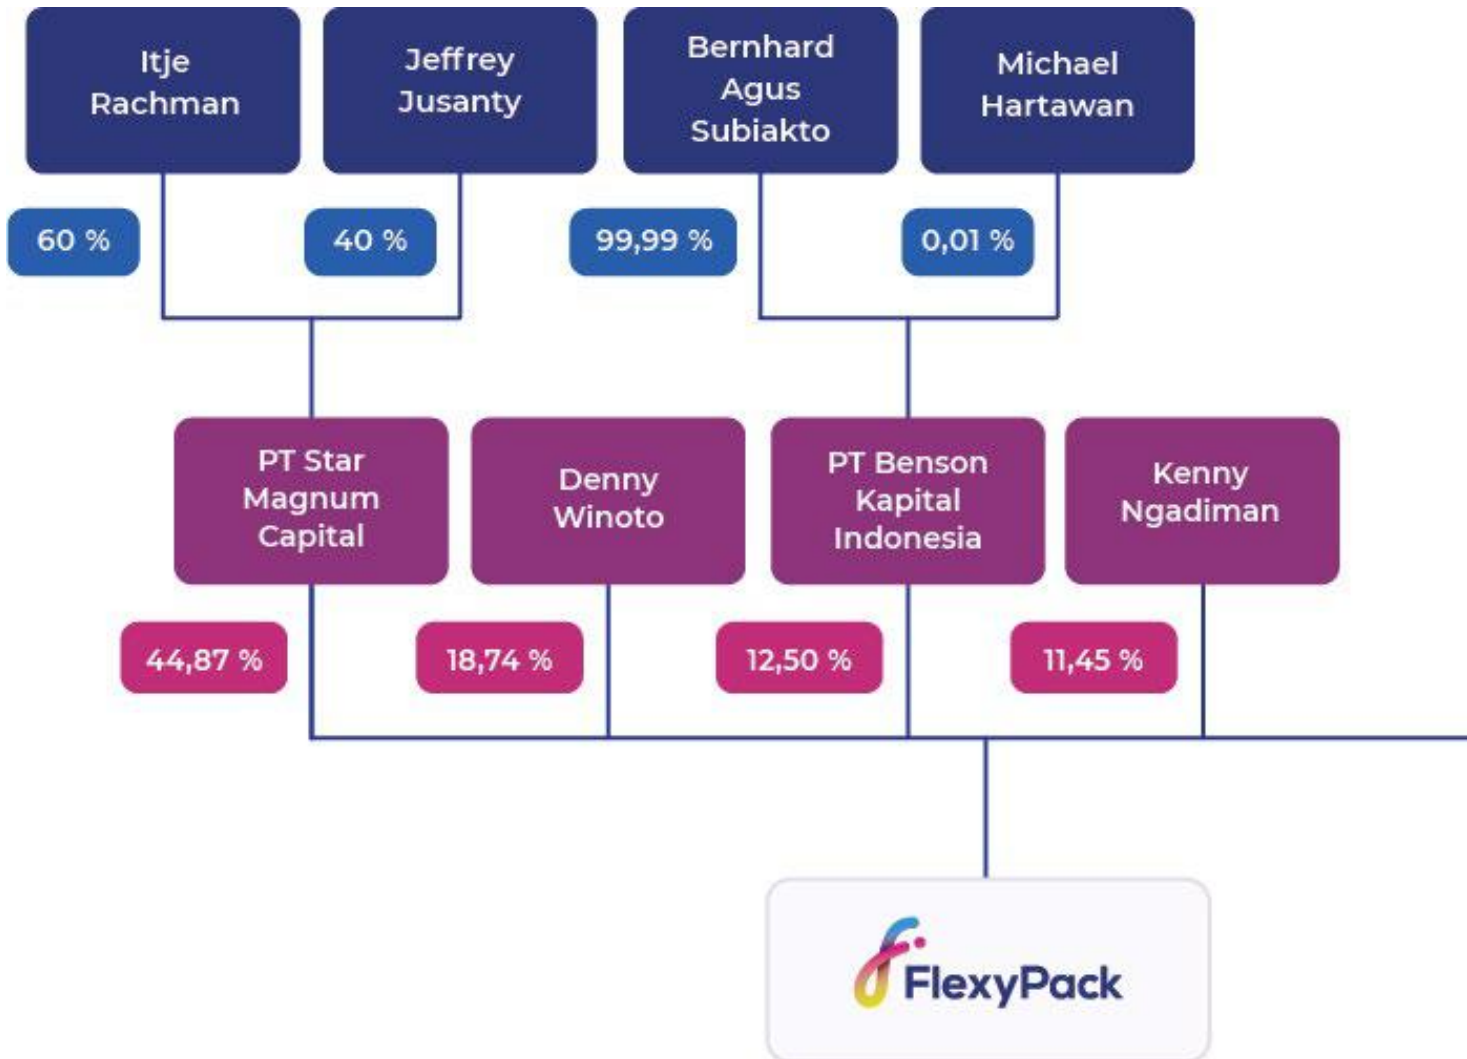 Itje
Rachman
Jeffrey
Jusanty
Bernhard
Agus
Subiakto
Michael
Hartawan
60 %
40 %
99,99 %
0,01 %
PT Star
Magnum
Capital
Denny
Winoto
PT Benson
Kapital
Indonesia
Kenny
Ngadiman
44,87 %
18,74 %
12,50 %
11,45 %
FlexyPack